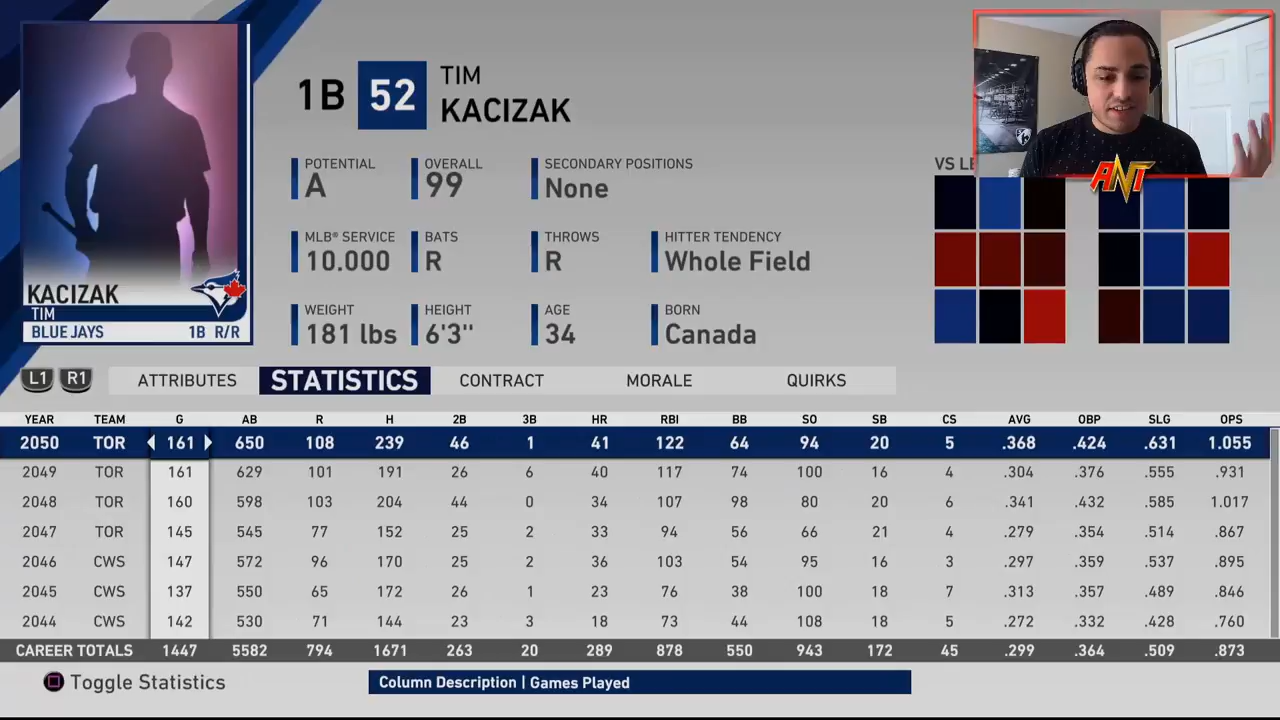 1B 52 TIM KACIZAK
POTENTIAL OVERALL SECONDARY POSITIONS
A 99 None
MLB® SERVICE BATS THROWS HITTER TENDENCY
10.000 R R Whole Field
WEIGHT HEIGHT AGE BORN
181 lbs 6'3" 34 Canada
KACIZAK
TIM
BLUE JAYS 1B R/R
VS
ANT
L1 R1 ATTRIBUTES STATISTICS CONTRACT MORALE QUIRKS
YEAR TEAM G AB R H 2B 3B HR RBI BB SO SB CS AVG OBP SLG OPS
2050 TOR 161 650 108 239 46 1 41 122 64 94 20 5 .368 .424 .631 1.055
2049 TOR 161 629 101 191 26 6 40 117 74 100 16 4 .304 .376 .555 .931
2048 TOR 160 598 103 204 44 0 34 107 98 80 20 6 .341 .432 .585 1.017
2047 TOR 145 545 77 152 25 2 33 94 56 66 21 4 .279 .354 .514 .867
2046 CWS 147 572 96 170 25 2 36 103 54 95 16 3 .297 .359 .537 .895
2045 CWS 137 550 65 172 26 1 23 76 38 100 18 7 .313 .357 .489 .846
2044 CWS 142 530 71 144 23 3 18 73 44 108 18 5 .272 .332 .428 .760
CAREER TOTALS 1447 5582 794 1671 263 20 289 878 550 943 172 45 .299 .364 .509 .873
Toggle Statistics
Column Description | Games Played